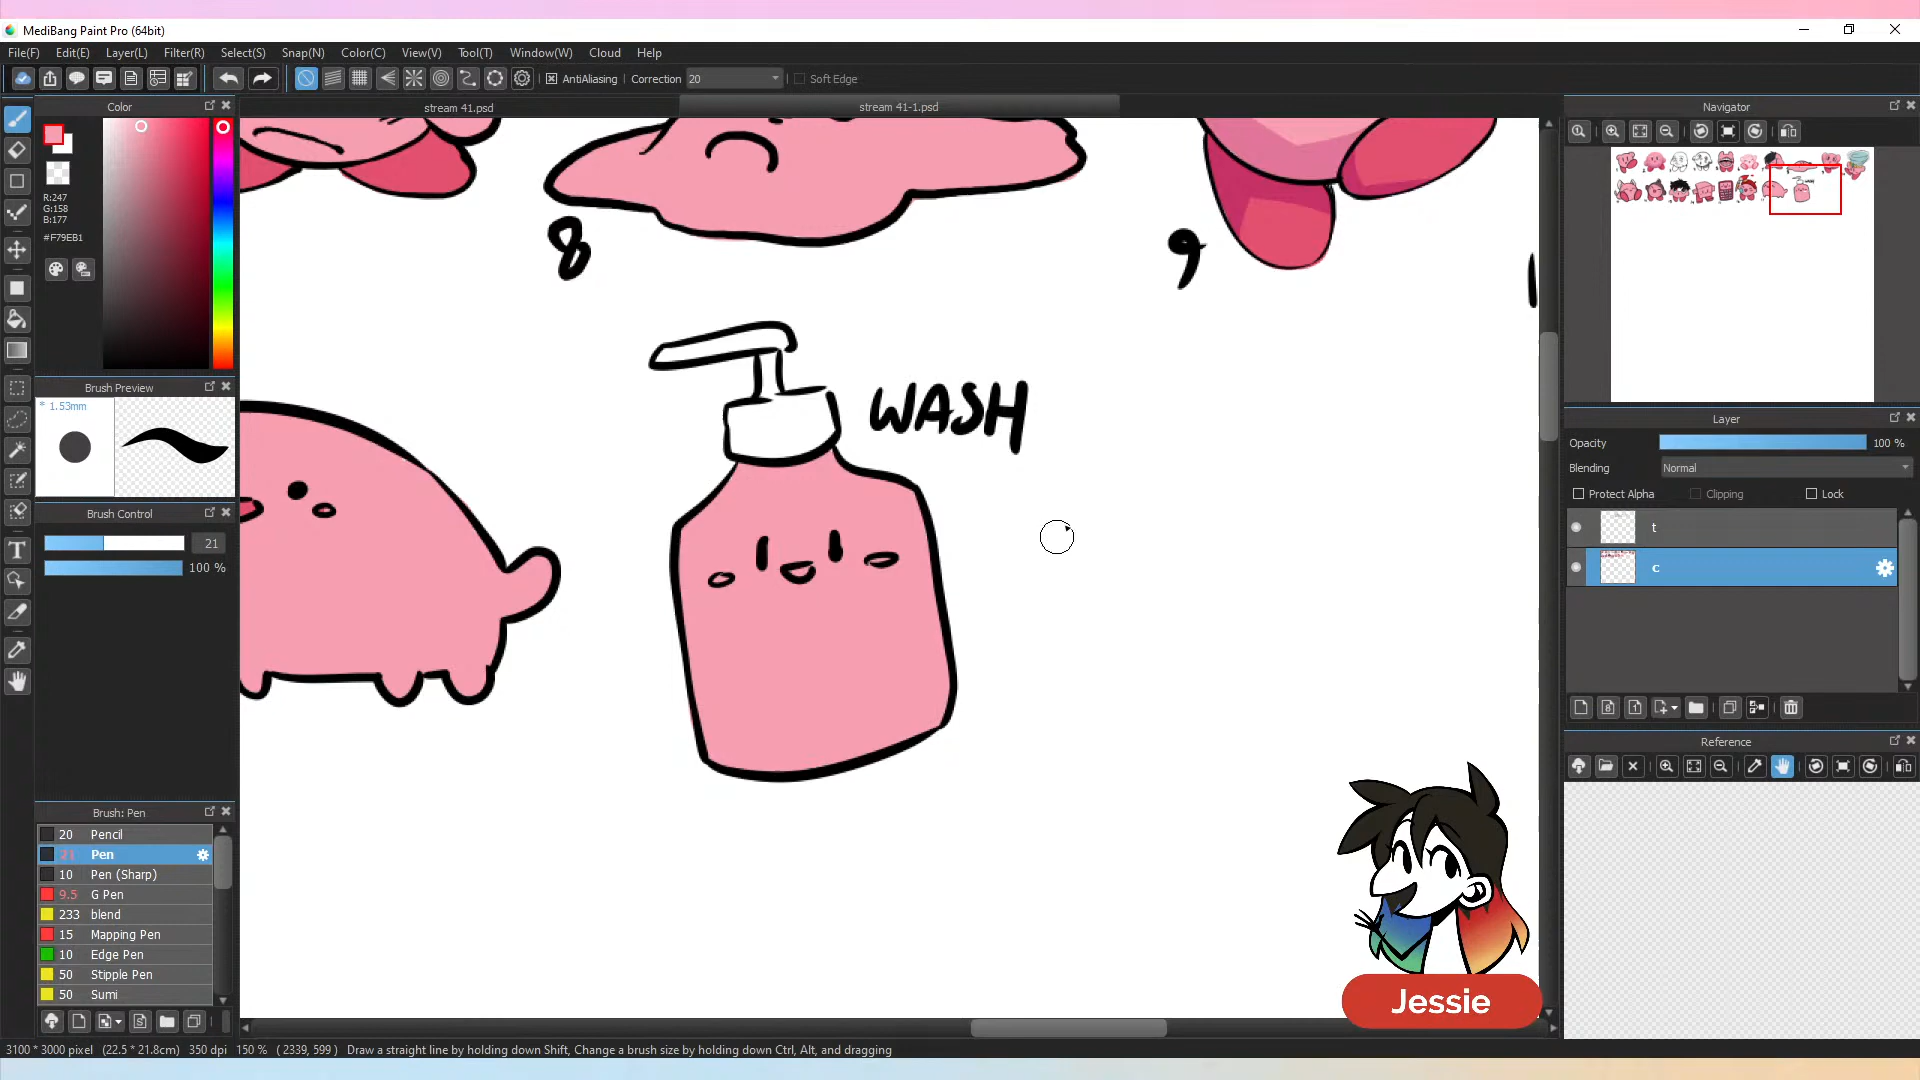 MediBang Paint Pro (64bit)
File(F) Edit(E) Layer(L) Filter(R) Select(S) Snap(N) Color(C) View(V) Tool(T) Window(W) Cloud Help
AntiAliasing Correction 20 Soft Edge
Color
stream 41.psd
stream 41-1.psd
Navigator
R:247
G:158
B:177
#F79EB1
8
9
WASH
Brush Preview
* 1.53mm
Brush Control
21
100 %
Brush: Pen
20 Pencil
21 Pen
10 Pen (Sharp)
9.5 G Pen
233 blend
15 Mapping Pen
10 Edge Pen
50 Stipple Pen
50 Sumi
Layer
Opacity 100 %
Blending Normal
Protect Alpha Clipping Lock
t
c
Reference
Jessie
3100 * 3000 pixel (22.5 * 21.8cm) 350 dpi 150 % ( 2339, 599 ) Draw a straight line by holding down Shift, Change a brush size by holding down Ctrl, Alt, and dragging